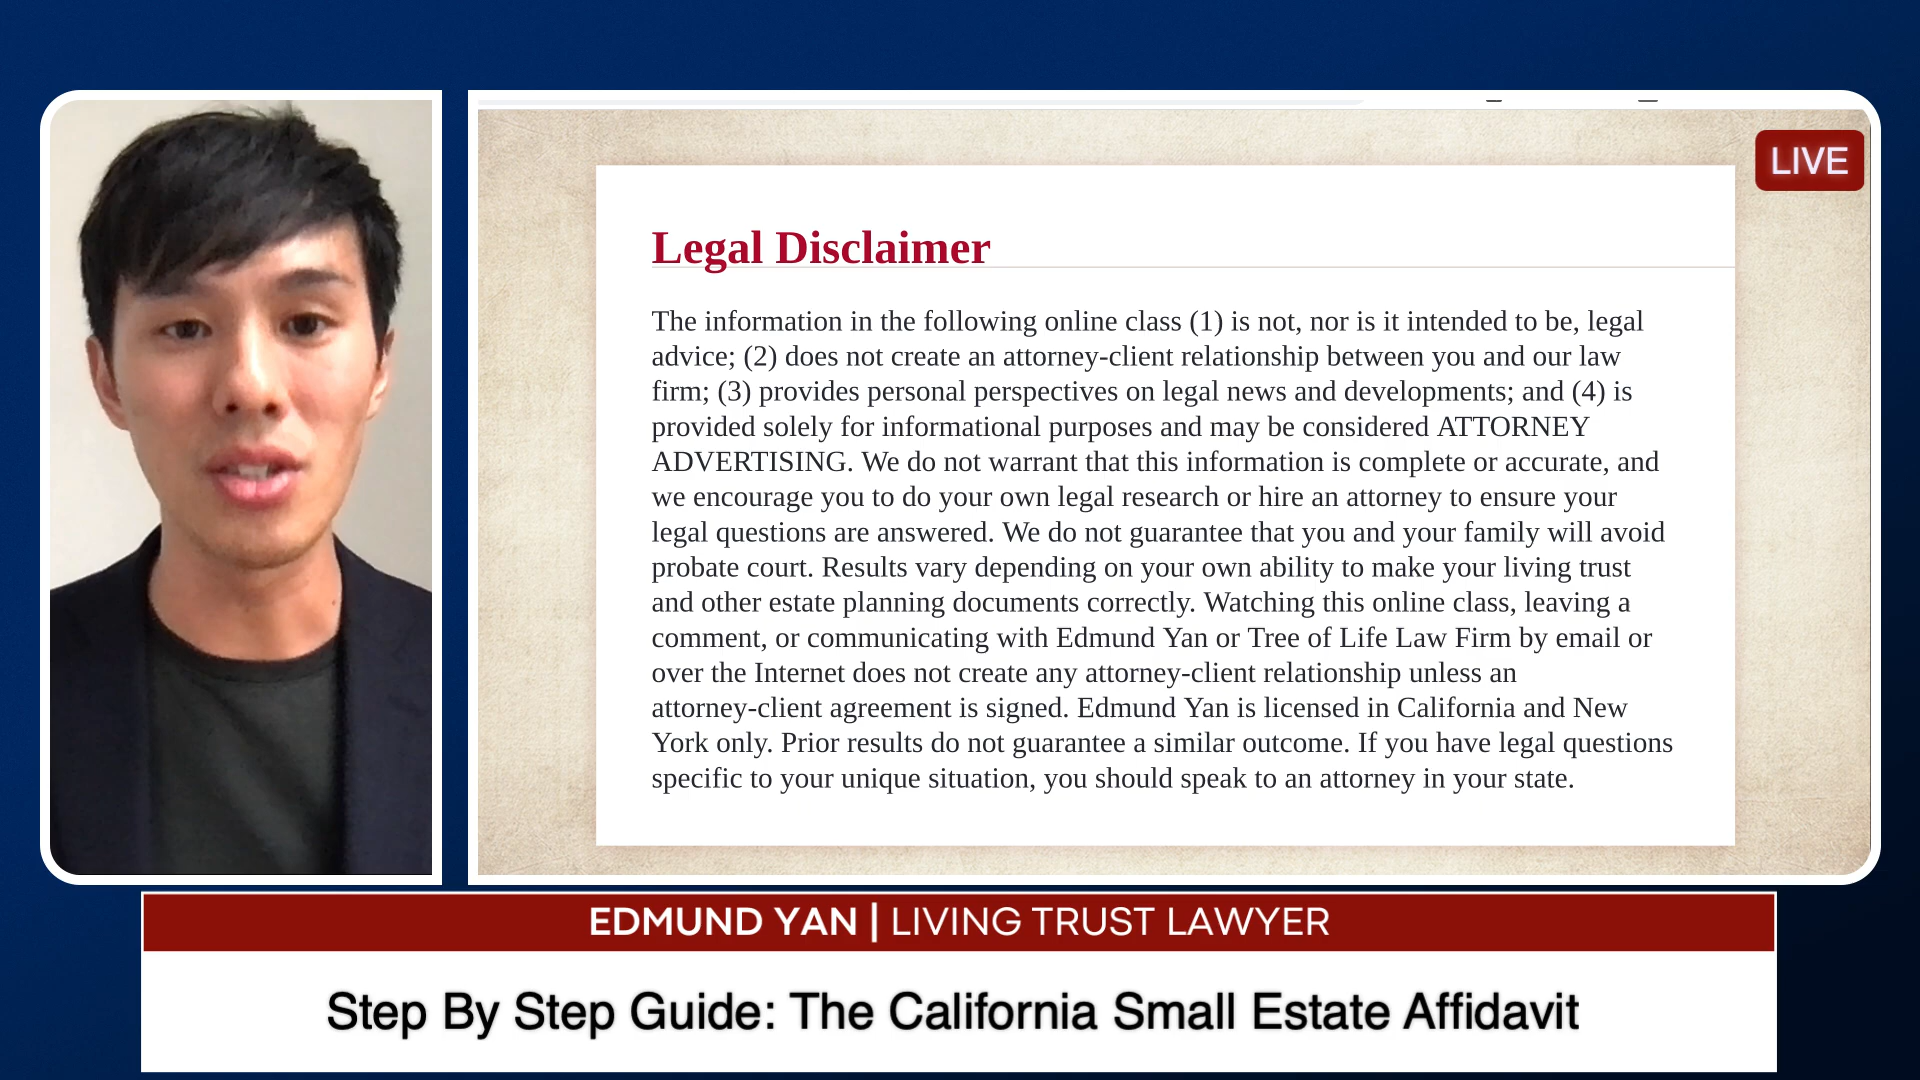 LIVE
Legal Disclaimer
The information in the following online class (1) is not, nor is it intended to be, legal
advice; (2) does not create an attorney-client relationship between you and our law
firm; (3) provides personal perspectives on legal news and developments; and (4) is
provided solely for informational purposes and may be considered ATTORNEY
ADVERTISING. We do not warrant that this information is complete or accurate, and
we encourage you to do your own legal research or hire an attorney to ensure your
legal questions are answered. We do not guarantee that you and your family will avoid
probate court. Results vary depending on your own ability to make your living trust
and other estate planning documents correctly. Watching this online class, leaving a
comment, or communicating with Edmund Yan or Tree of Life Law Firm by email or
over the Internet does not create any attorney-client relationship unless an
attorney-client agreement is signed. Edmund Yan is licensed in California and New
York only. Prior results do not guarantee a similar outcome. If you have legal questions
specific to your unique situation, you should speak to an attorney in your state.
EDMUND YAN | LIVING TRUST LAWYER
Step By Step Guide: The California Small Estate Affidavit